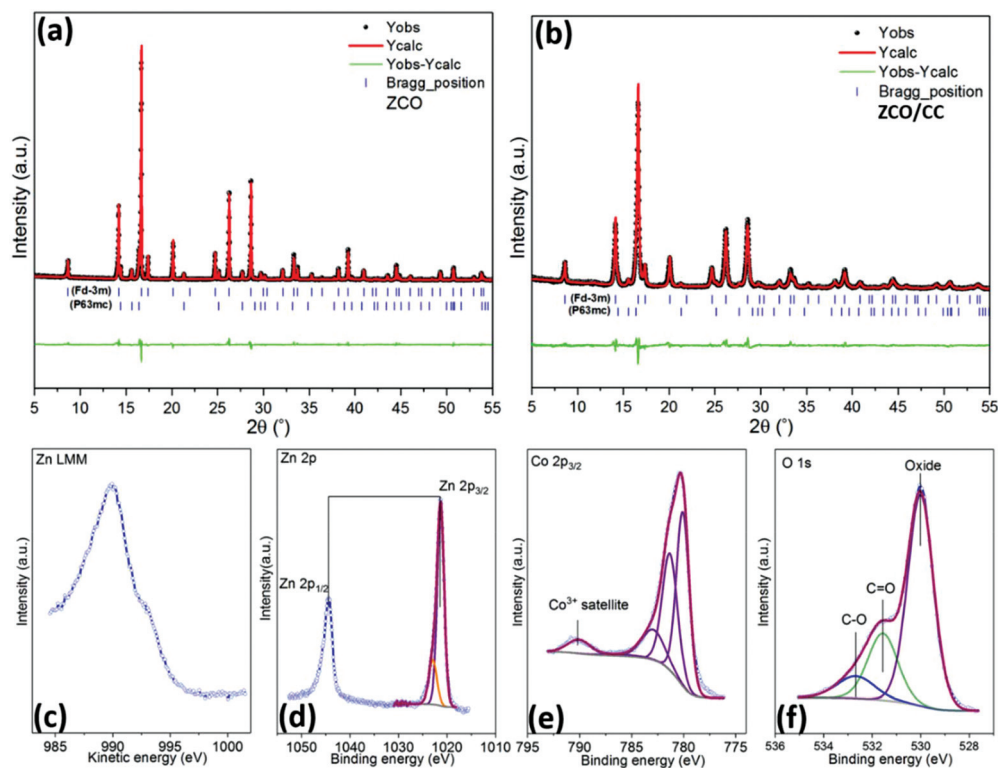 (a)
Yobs
Ycalc
Yobs-Ycalc
Bragg_position
ZCO
Intensity (a.u.)
(Fd-3m)
(P63mc)
5 10 15 20 25 30 35 40 45 50 55
2θ (°)
(b)
Yobs
Ycalc
Yobs-Ycalc
Bragg_position
ZCO/CC
Intensity (a.u.)
(Fd-3m)
(P63mc)
5 10 15 20 25 30 35 40 45 50 55
2θ (°)
Zn LMM
Intensity (a.u.)
(c)
985 990 995 1000
Kinetic energy (eV)
Zn 2p
Zn 2p3/2
Zn 2p1/2
Intensity(a.u.)
(d)
1050 1040 1030 1020 1010
Binding energy (eV)
Co 2p3/2
Co3+ satellite
Intensity (a.u.)
(e)
795 790 785 780 775
Binding energy (eV)
O 1s
Oxide
C=O
C-O
Intensity (a.u.)
(f)
536 534 532 530 528
Binding energy (eV)